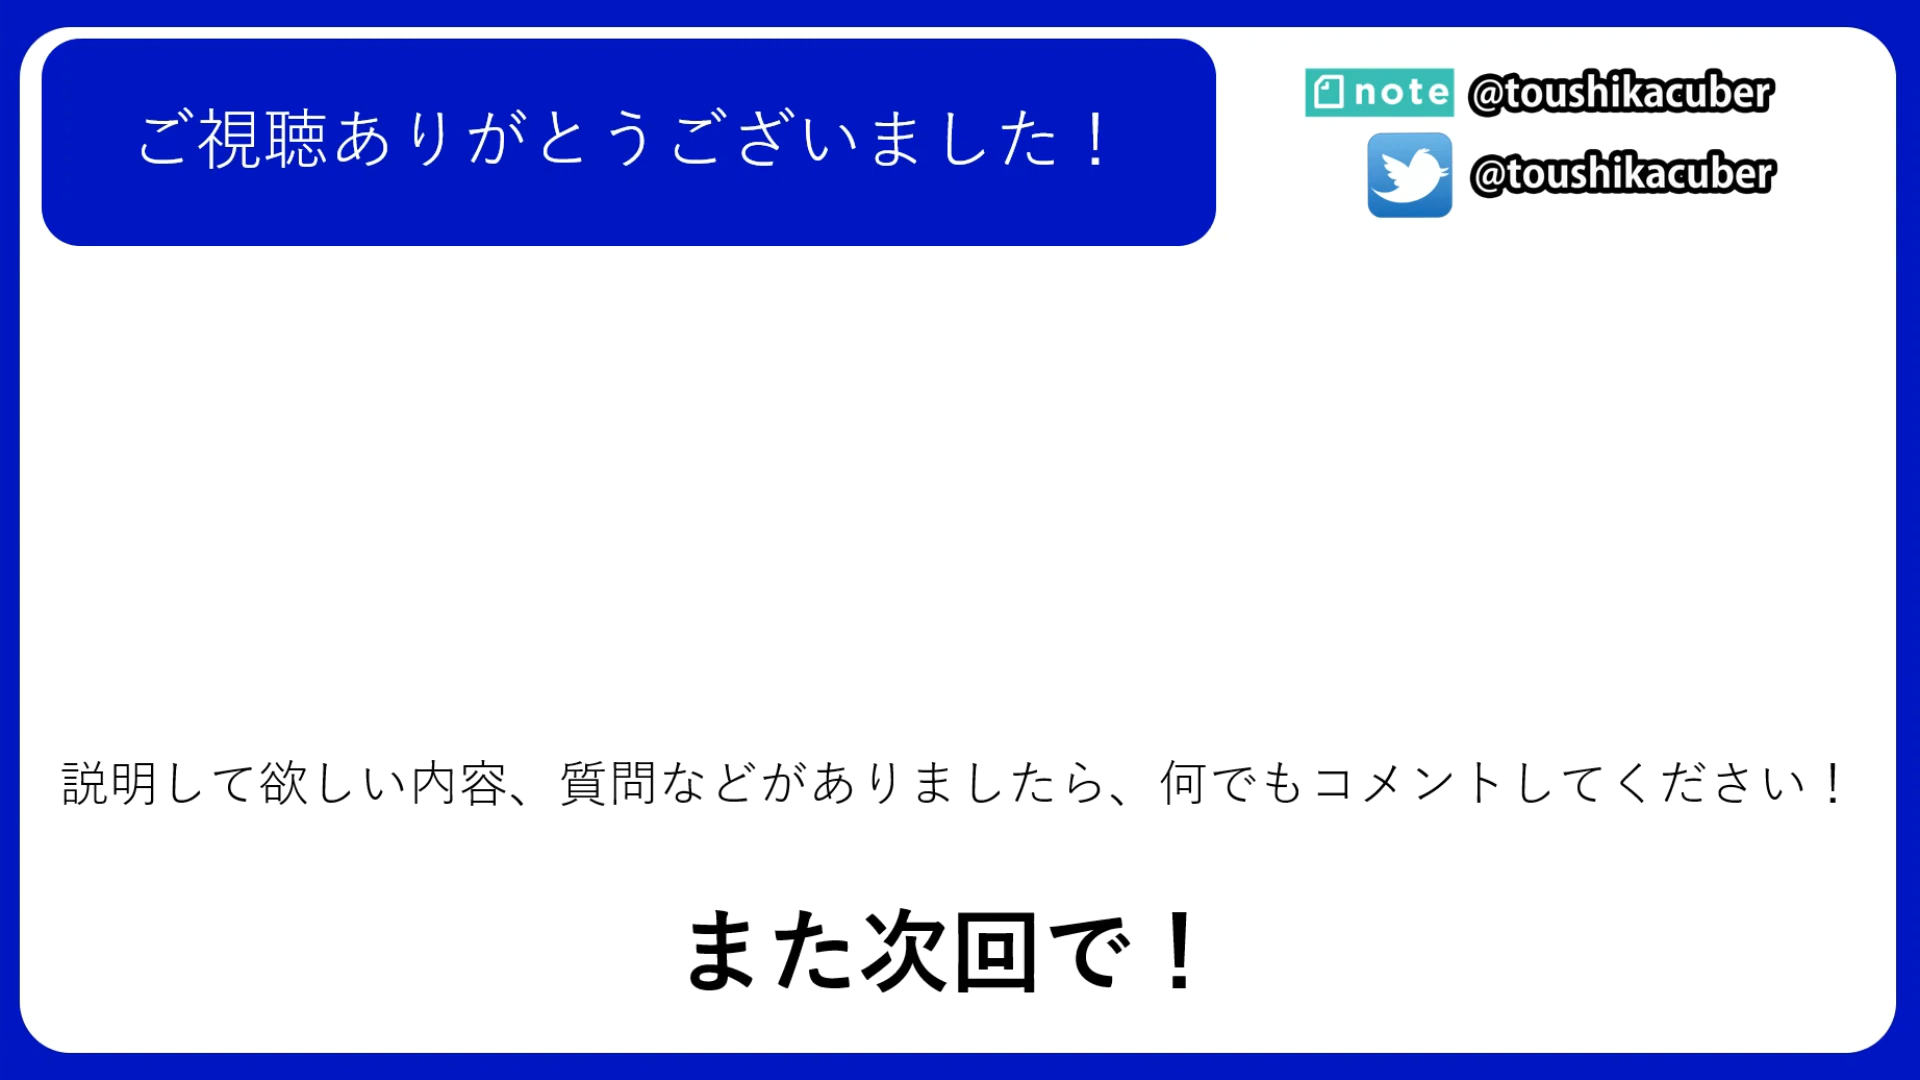 ご視聴ありがとうございました！
note @toushikacuber
@toushikacuber
説明して欲しい内容、質問などがありましたら、何でもコメントしてください！
また次回で！